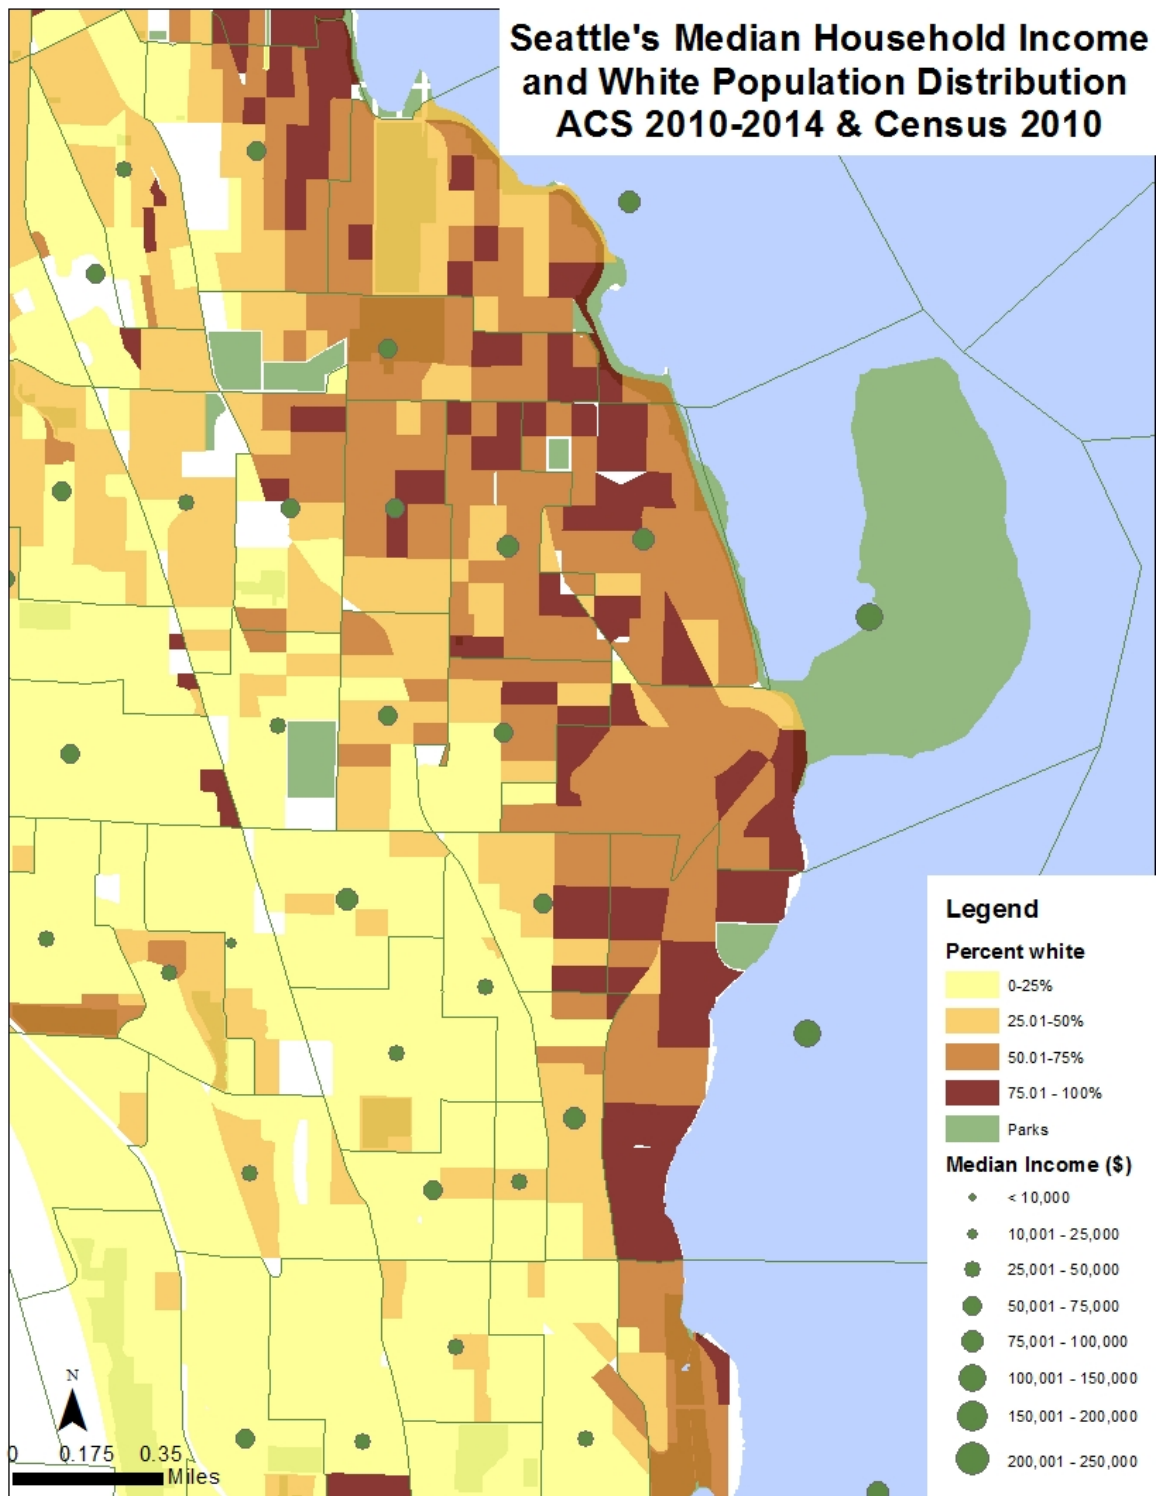 Seattle's Median Household Income
and White Population Distribution
ACS 2010-2014 & Census 2010
Legend
Percent white
0-25%
25.01-50%
50.01-75%
75.01 - 100%
Parks
Median Income ($)
< 10,000
10,001 - 25,000
25,001 - 50,000
50,001 - 75,000
75,001 - 100,000
100,001 - 150,000
150,001 - 200,000
200,001 - 250,000
N
0 0.175 0.35
Miles